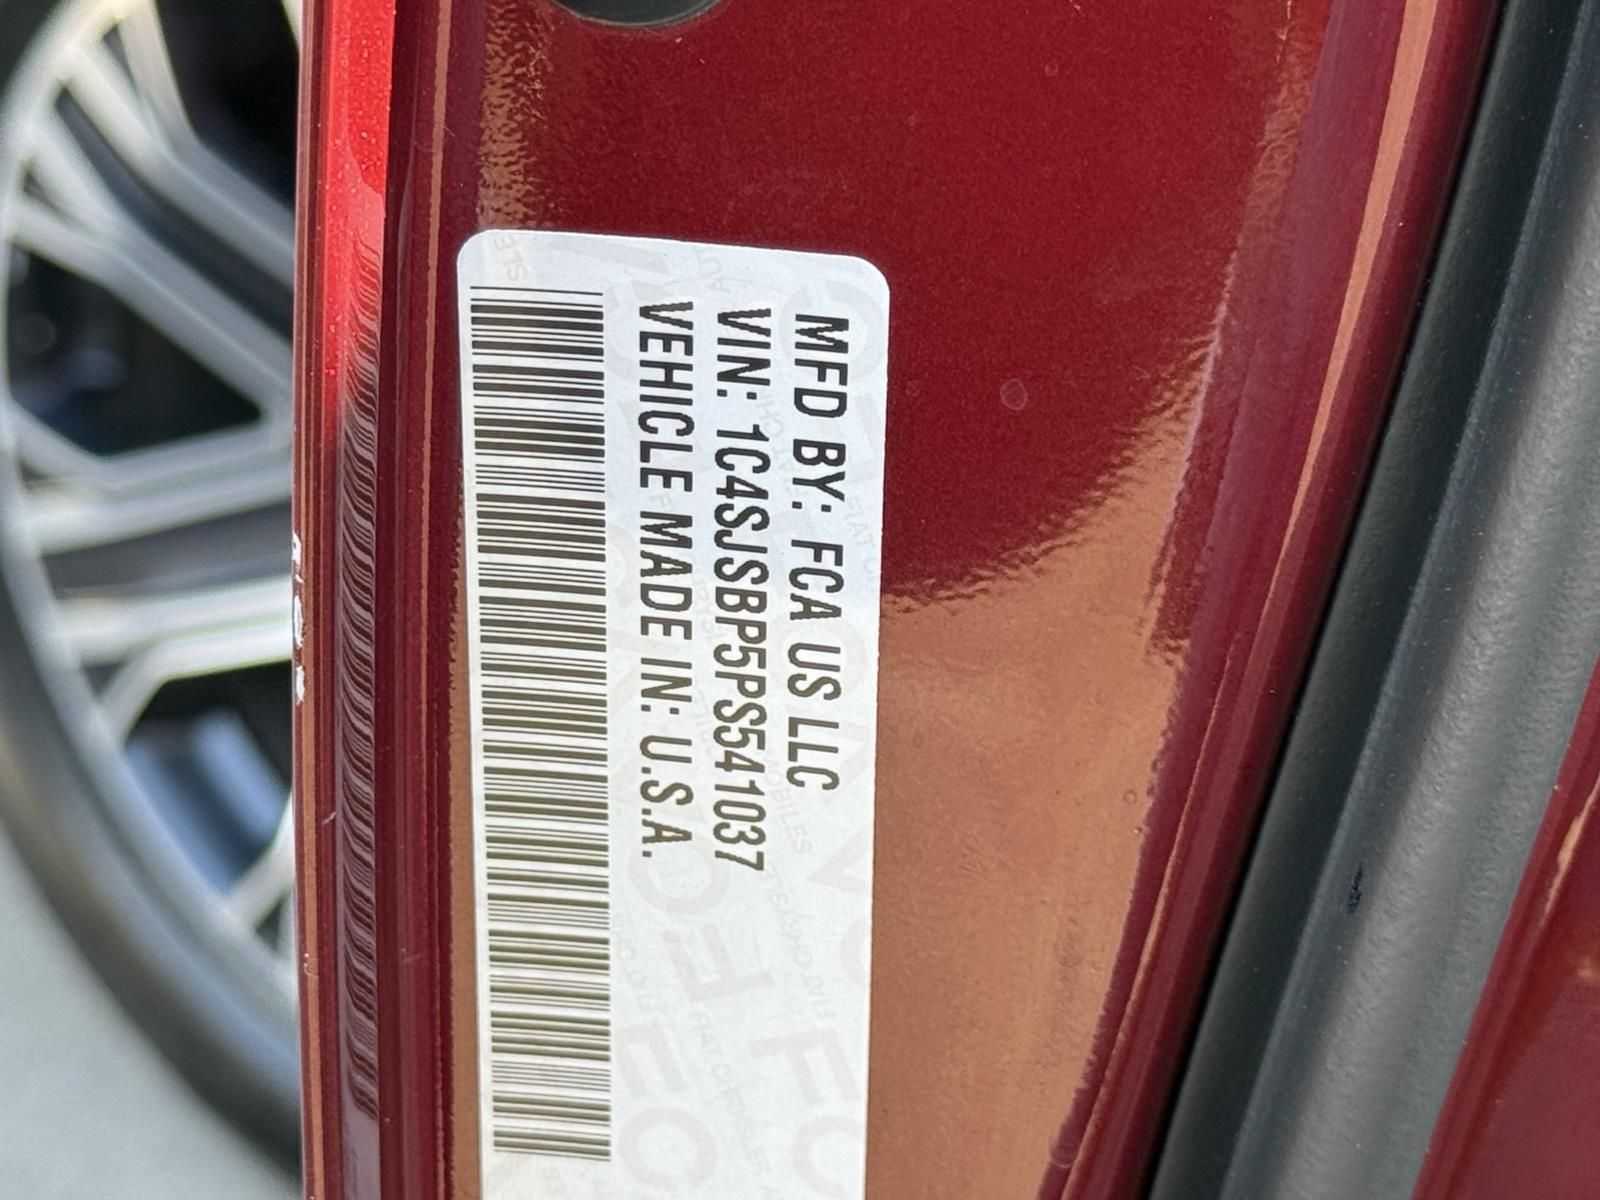 MFD BY: FCA US LLC
VIN: 1C4SJSBP5PS541037
VEHICLE MADE IN: U.S.A.